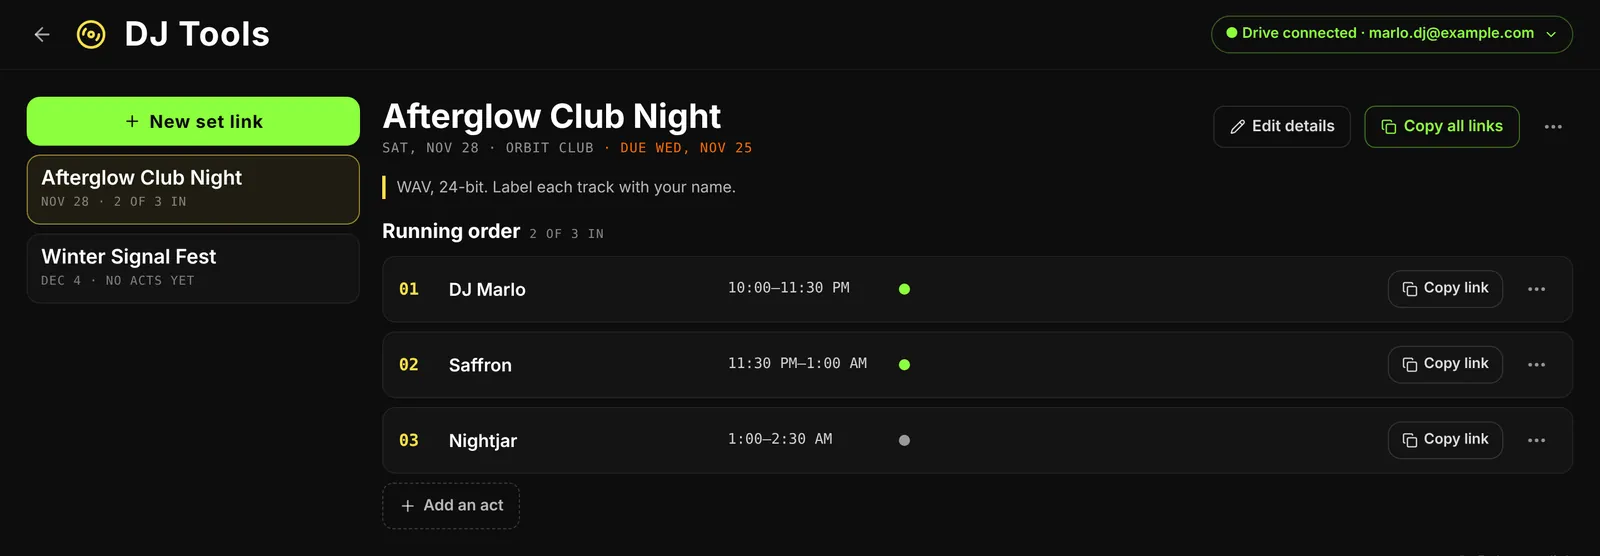 DJ Tools
Drive connected · marlo.dj@example.com
+ New set link
Afterglow Club Night
NOV 28 · 2 OF 3 IN
Winter Signal Fest
DEC 4 · NO ACTS YET
Afterglow Club Night
SAT, NOV 28 · ORBIT CLUB · DUE WED, NOV 25
Edit details
Copy all links
WAV, 24-bit. Label each track with your name.
Running order 2 OF 3 IN
01 DJ Marlo 10:00–11:30 PM Copy link
02 Saffron 11:30 PM–1:00 AM Copy link
03 Nightjar 1:00–2:30 AM Copy link
+ Add an act